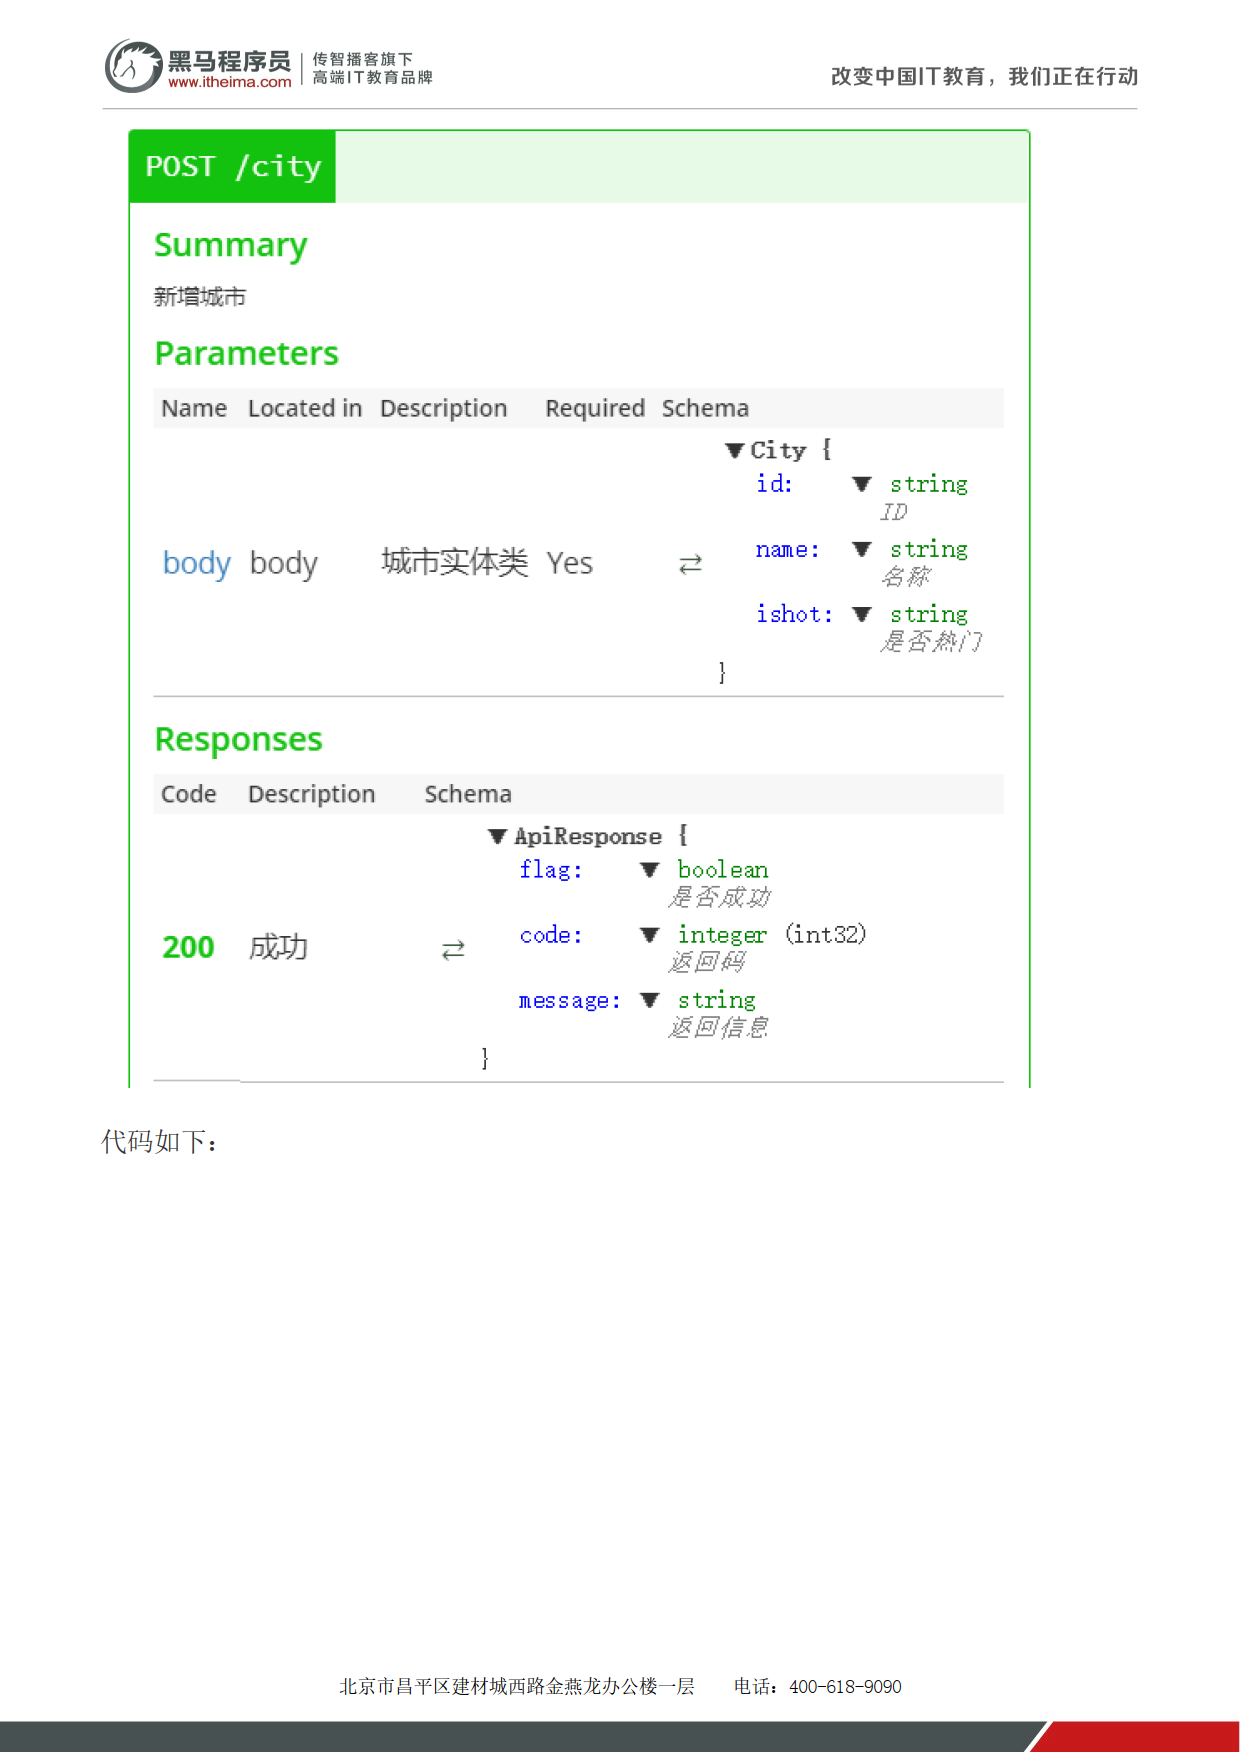 黑马程序员
www.itheima.com
传智播客旗下
高端IT教育品牌
改变中国IT教育，我们正在行动
POST /city
Summary
新增城市
Parameters
Name Located in Description Required Schema
City {
id: string
ID
name: string
名称
body body 城市实体类 Yes
ishot: string
是否热门
}
Responses
Code Description Schema
ApiResponse {
flag: boolean
是否成功
code: integer (int32)
返回码
200 成功
message: string
返回信息
}
代码如下：
北京市昌平区建材城西路金燕龙办公楼一层 电话：400-618-9090